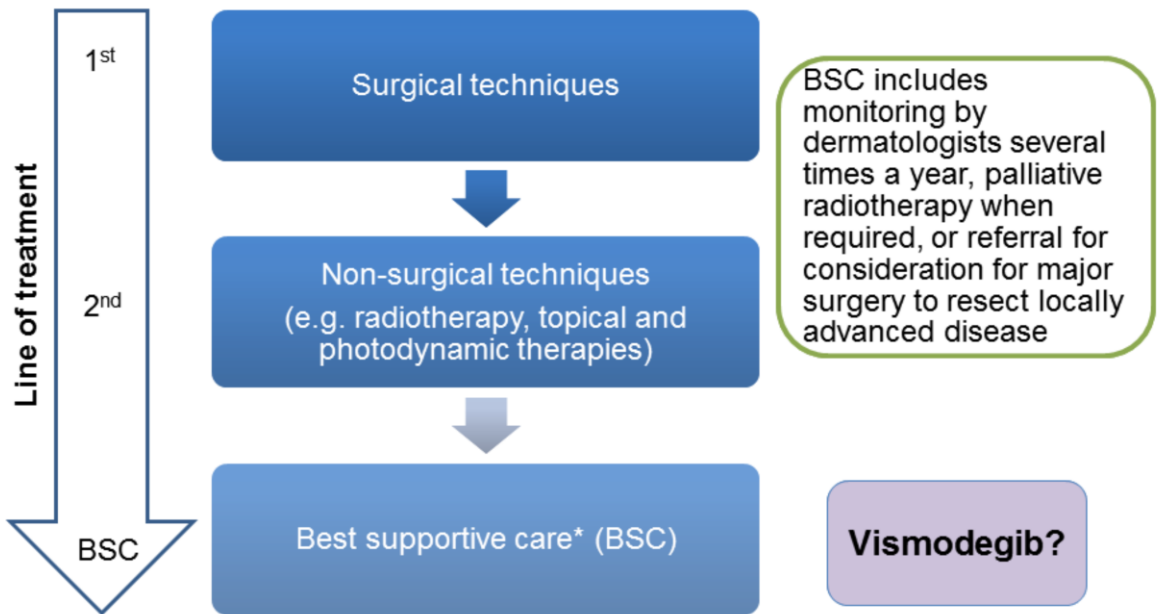 Line of treatment
1st
2nd
BSC
Surgical techniques
Non-surgical techniques
(e.g. radiotherapy, topical and
photodynamic therapies)
Best supportive care* (BSC)
BSC includes
monitoring by
dermatologists several
times a year, palliative
radiotherapy when
required, or referral for
consideration for major
surgery to resect locally
advanced disease
Vismodegib?